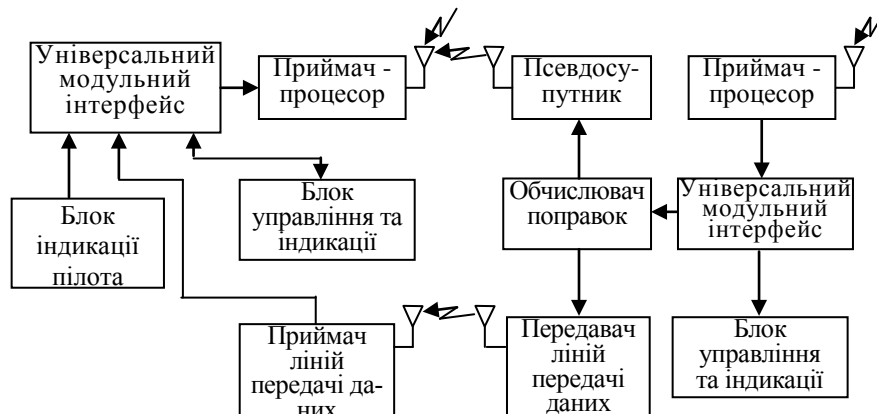 Універсальний
модульний
інтерфейс
Приймач -
процесор
Псевдосу-
путник
Приймач -
процесор
Блок
індикації
пілота
Блок
управління та
індикації
Обчислювач
поправок
Універсальний
модульний
інтерфейс
Приймач
ліній
передачі да-
них
Передавач
ліній
передачі
даних
Блок
управління
та індикації